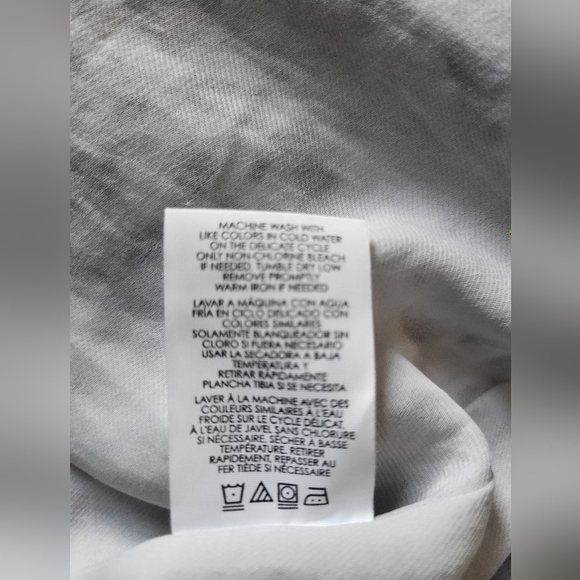 MACHINE WASH WITH
LIKE COLORS IN COLD WATER
ON THE DELICATE CYCLE
ONLY NON-CHLORINE BLEACH
IF NEEDED. TUMBLE DRY LOW
REMOVE PROMPTLY
WARM IRON IF NEEDED
LAVAR A MÁQUINA CON AGUA
FRÍA EN CICLO DELICADO CON
COLORES SIMILARES
SOLAMENTE BLANQUEADOR SIN
CLORO SI FUERA NECESARIO
USAR LA SECADORA A BAJA
TEMPERATURA Y
RETIRAR RÁPIDAMENTE
PLANCHA TIBIA SI SE NECESITA
LAVER À LA MACHINE AVEC DES
COULEURS SIMILAIRES À L'EAU
FROIDE SUR LE CYCLE DÉLICAT.
À L'EAU DE JAVEL SANS CHLORURE
SI NÉCESSAIRE, SÉCHER À BASSE
TEMPÉRATURE, RETIRER
RAPIDEMENT, REPASSER AU
FER TIÈDE SI NÉCESSAIRE